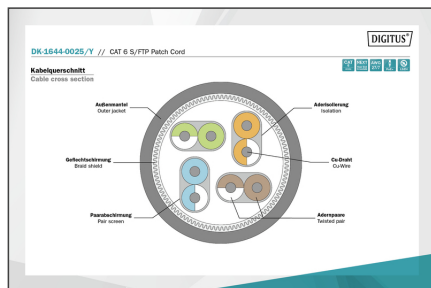 DIGITUS®
DK-1644-0025/Y // CAT 6 S/FTP Patch Cord
Kabelquerschnitt
Cable cross section
Außenmantel
Outer jacket
Aderisolierung
Isolation
Geflechtschirmung
Braid shield
Cu-Draht
Cu-Wire
Paarabschirmung
Pair screen
Adernpaare
Twisted pair